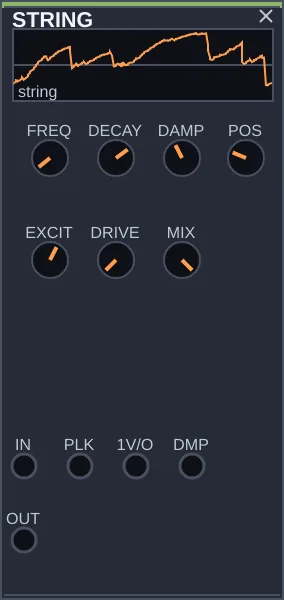 STRING
string
FREQ DECAY DAMP POS
EXCIT DRIVE MIX
IN PLK 1V/O DMP
OUT